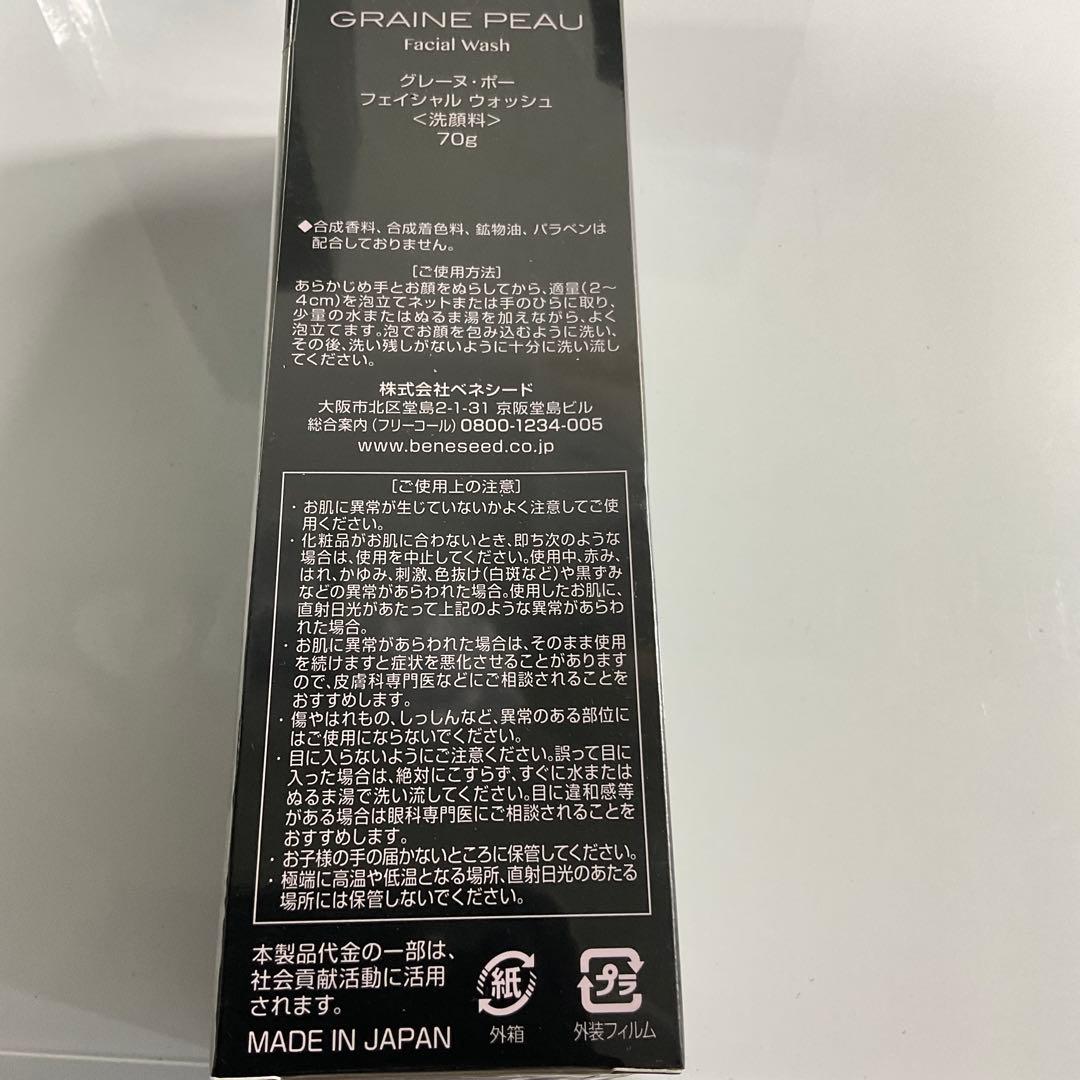 GRAINE PEAU
Facial Wash
グレーヌ・ポー
フェイシャル ウォッシュ
<洗顔料>
70g
◆合成香料、合成着色料、鉱物油、パラベンは
配合しておりません。
[ご使用方法]
あらかじめ手とお顔をぬらしてから、適量(2〜
4cm)を泡立てネットまたは手のひらに取り、
少量の水またはぬるま湯を加えながら、よく
泡立てます。泡でお顔を包み込むように洗い、
その後、洗い残しがないように十分に洗い流し
てください。
株式会社ベネシード
大阪市北区堂島2-1-31 京阪堂島ビル
総合案内(フリーコール)0800-1234-005
www.beneseed.co.jp
[ご使用上の注意]
・お肌に異常が生じていないかよく注意してご使
用ください。
・化粧品がお肌に合わないとき、即ち次のような
場合は、使用を中止してください。使用中、赤み、
はれ、かゆみ、刺激、色抜け(白斑など)や黒ずみ
などの異常があらわれた場合。使用したお肌に、
直射日光があたって上記のような異常があらわ
れた場合。
・お肌に異常があらわれた場合は、そのまま使用
を続けますと症状を悪化させることがあります
ので、皮膚科専門医などにご相談されることを
おすすめします。
・傷やはれもの、しっしんなど、異常のある部位に
はご使用にならないでください。
・目に入らないようにご注意ください。誤って目に
入った場合は、絶対にこすらず、すぐに水または
ぬるま湯で洗い流してください。目に違和感等
がある場合は眼科専門医にご相談されることを
おすすめします。
・お子様の手の届かないところに保管してください。
・極端に高温や低温となる場所、直射日光のあたる
場所には保管しないでください。
本製品代金の一部は、
社会貢献活動に活用
されます。
MADE IN JAPAN
紙
外箱
プラ
外装フィルム